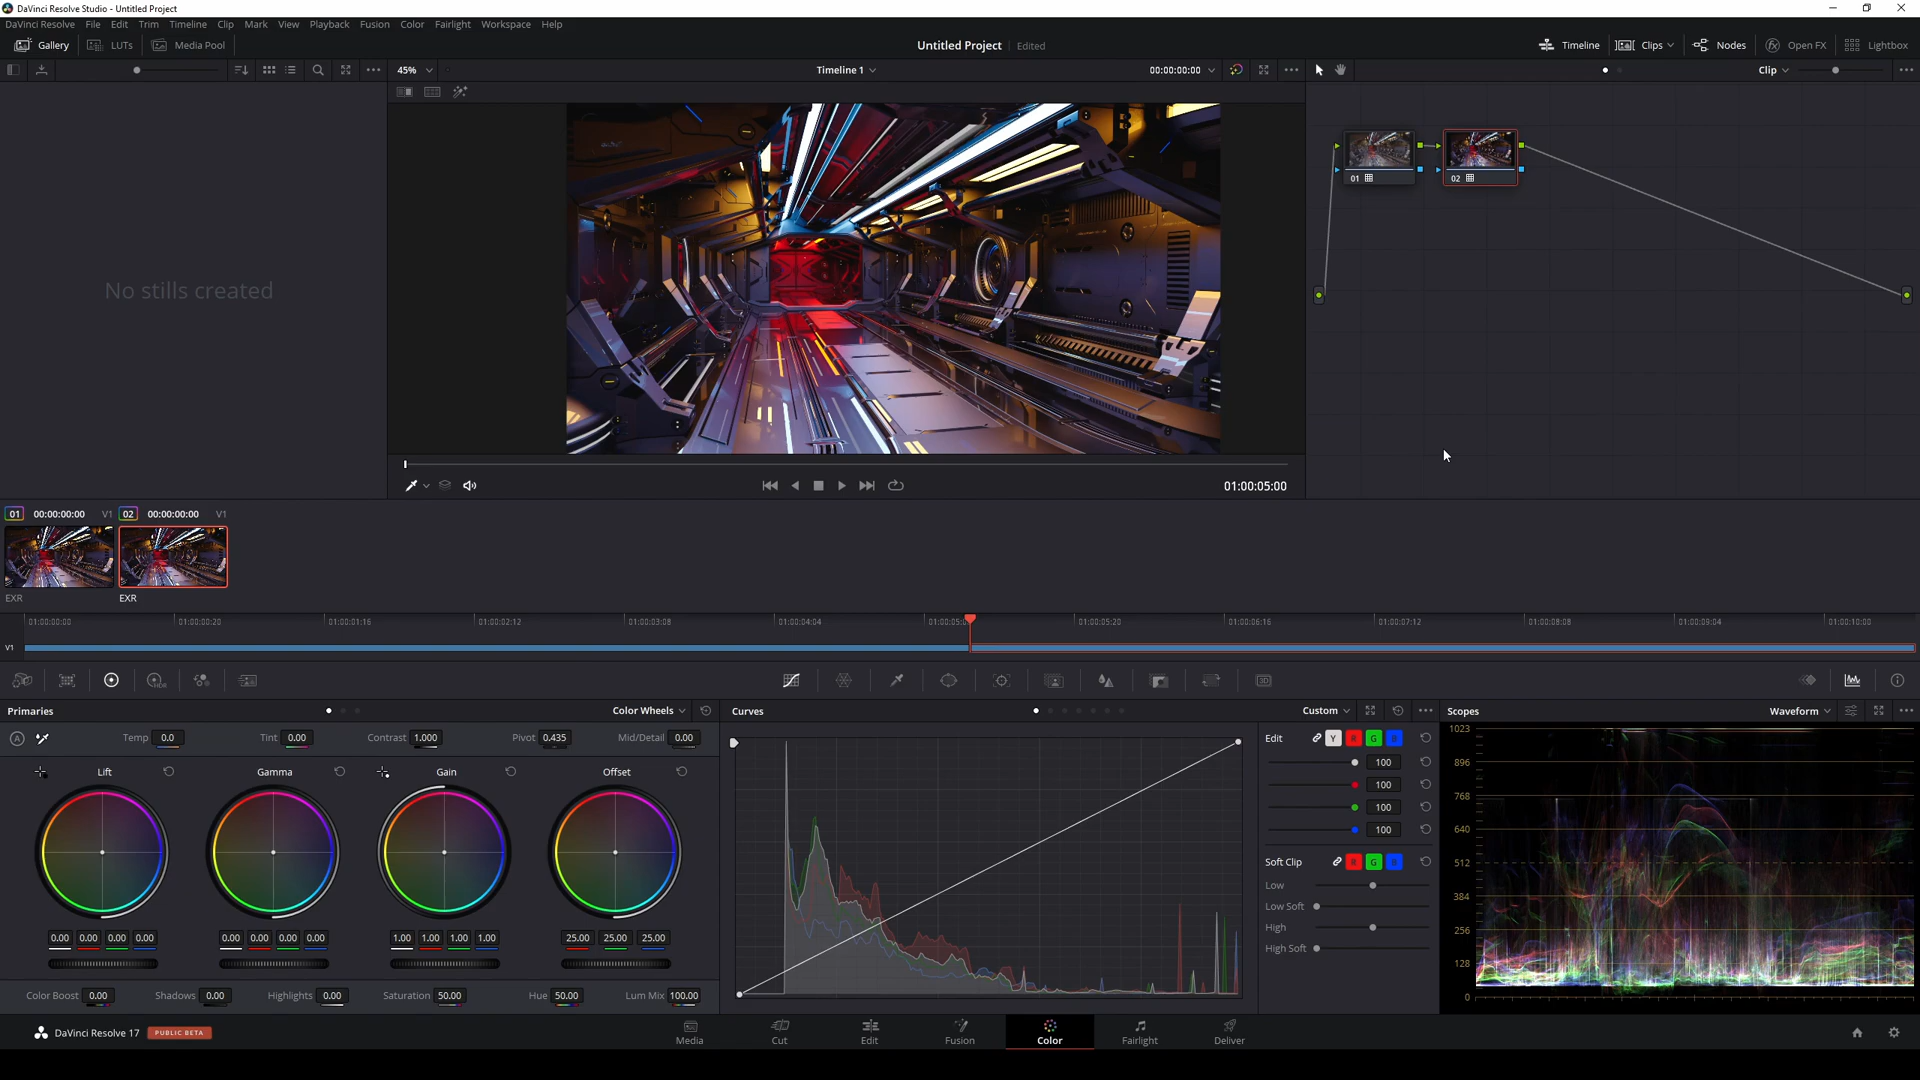 DaVinci Resolve Studio - Untitled Project
DaVinci Resolve File Edit Trim Timeline Clip Mark View Playback Fusion Color Fairlight Workspace Help
Gallery LUTs Media Pool Untitled Project Edited Timeline Clips Nodes Open FX Lightbox
45% Timeline 1 00:00:00:00 Clip
No stills created
01 02
01:00:05:00
01 00:00:00:00 V1 02 00:00:00:00 V1
EXR EXR
01:00:00:00 01:00:00:20 01:00:01:16 01:00:02:12 01:00:03:08 01:00:04:04 01:00:05:0 01:00:05:20 01:00:06:16 01:00:07:12 01:00:08:08 01:00:09:04 01:00:10:00
V1
HDR 3D
Primaries Color Wheels Curves Custom Scopes Waveform
A Temp 0.0 Tint 0.00 Contrast 1.000 Pivot 0.435 Mid/Detail 0.00
Lift Gamma Gain Offset
0.00 0.00 0.00 0.00 0.00 0.00 0.00 0.00 1.00 1.00 1.00 1.00 25.00 25.00 25.00
Color Boost 0.00 Shadows 0.00 Highlights 0.00 Saturation 50.00 Hue 50.00 Lum Mix 100.00
Edit Y R G B
100
100
100
100
Soft Clip R G B
Low
Low Soft
High
High Soft
1023
896
768
640
512
384
256
128
0
DaVinci Resolve 17 PUBLIC BETA Media Cut Edit Fusion Color Fairlight Deliver